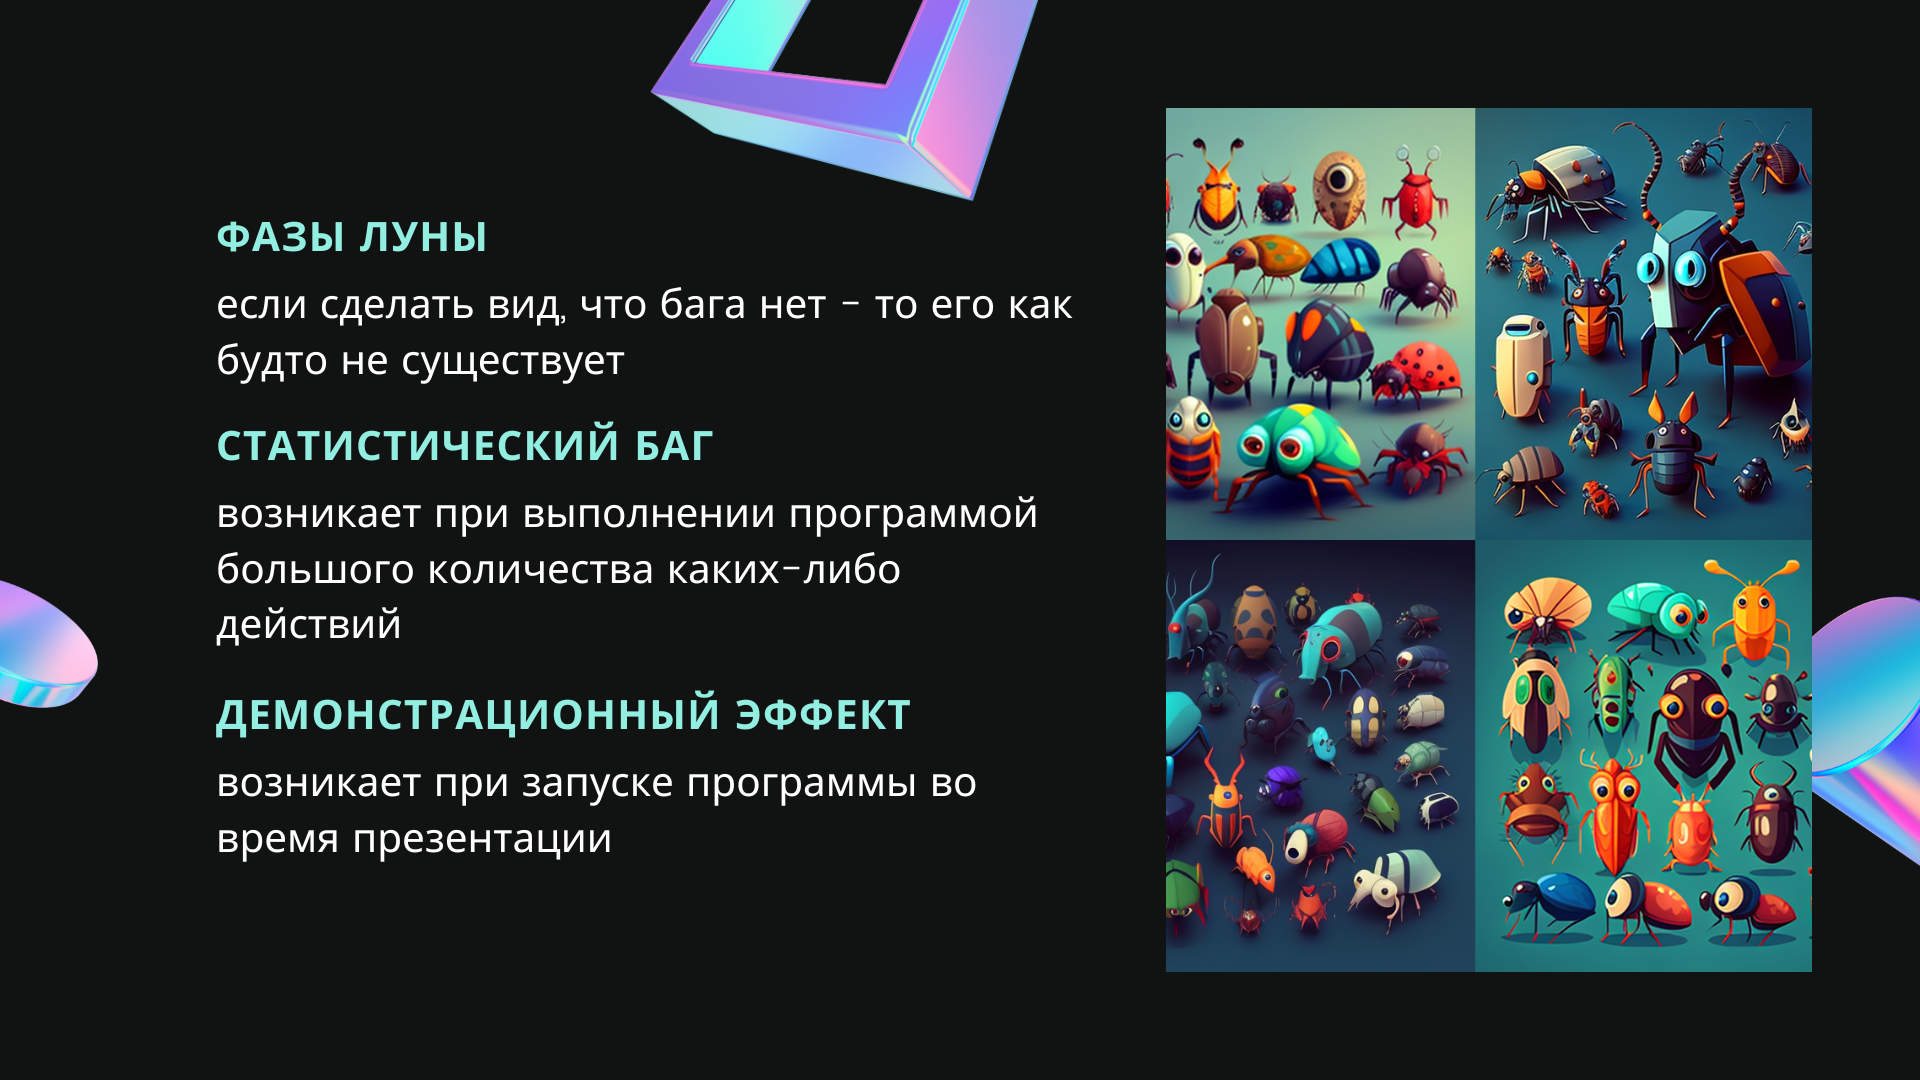 ФАЗЫ ЛУНЫ
если сделать вид, что бага нет - то его как
будто не существует
СТАТИСТИЧЕСКИЙ БАГ
возникает при выполнении программой
большого количества каких-либо
действий
ДЕМОНСТРАЦИОННЫЙ ЭФФЕКТ
возникает при запуске программы во
время презентации